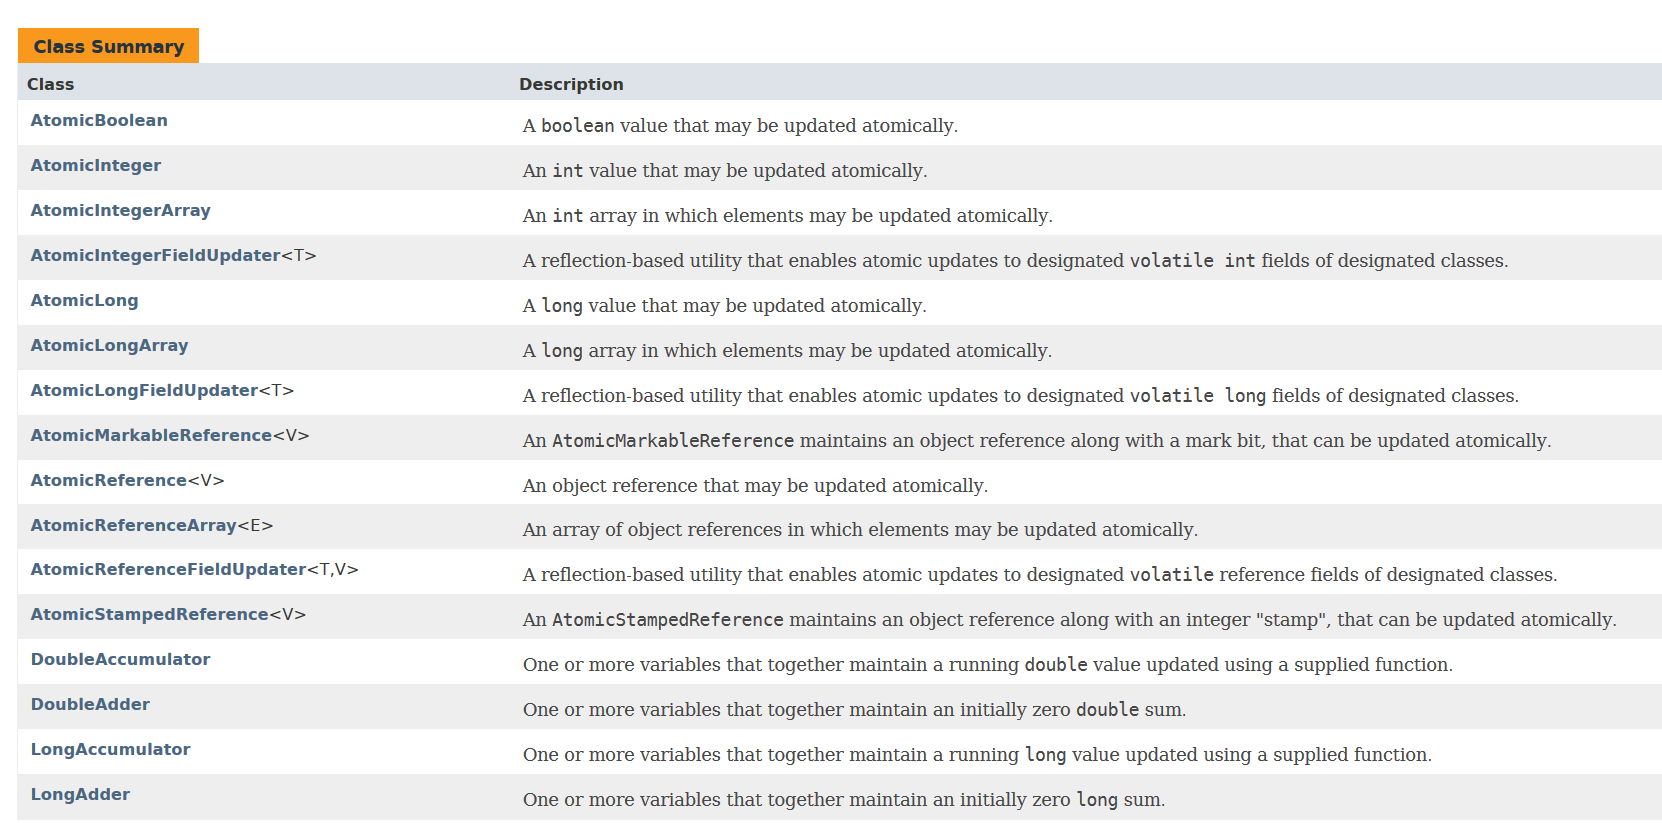 Class Summary
Class Description
AtomicBoolean A boolean value that may be updated atomically.
AtomicInteger An int value that may be updated atomically.
AtomicIntegerArray An int array in which elements may be updated atomically.
AtomicIntegerFieldUpdater<T> A reflection-based utility that enables atomic updates to designated volatile int fields of designated classes.
AtomicLong A long value that may be updated atomically.
AtomicLongArray A long array in which elements may be updated atomically.
AtomicLongFieldUpdater<T> A reflection-based utility that enables atomic updates to designated volatile long fields of designated classes.
AtomicMarkableReference<V> An AtomicMarkableReference maintains an object reference along with a mark bit, that can be updated atomically.
AtomicReference<V> An object reference that may be updated atomically.
AtomicReferenceArray<E> An array of object references in which elements may be updated atomically.
AtomicReferenceFieldUpdater<T,V> A reflection-based utility that enables atomic updates to designated volatile reference fields of designated classes.
AtomicStampedReference<V> An AtomicStampedReference maintains an object reference along with an integer "stamp", that can be updated atomically.
DoubleAccumulator One or more variables that together maintain a running double value updated using a supplied function.
DoubleAdder One or more variables that together maintain an initially zero double sum.
LongAccumulator One or more variables that together maintain a running long value updated using a supplied function.
LongAdder One or more variables that together maintain an initially zero long sum.